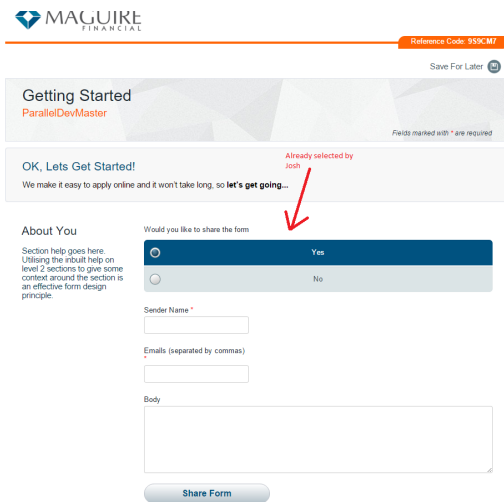 MAGUIRE
FINANCIAL
Reference Code: 9S9CM7
Save For Later
Getting Started
ParallelDevMaster
Fields marked with * are required
OK, Lets Get Started!
We make it easy to apply online and it won't take long, so let's get going...
Already selected by
Josh
About You
Section help goes here.
Utilising the inbuilt help on
level 2 sections to give some
context around the section is
an effective form design
principle.
Would you like to share the form
Yes
No
Sender Name *
Emails (separated by commas)
*
Body
Share Form